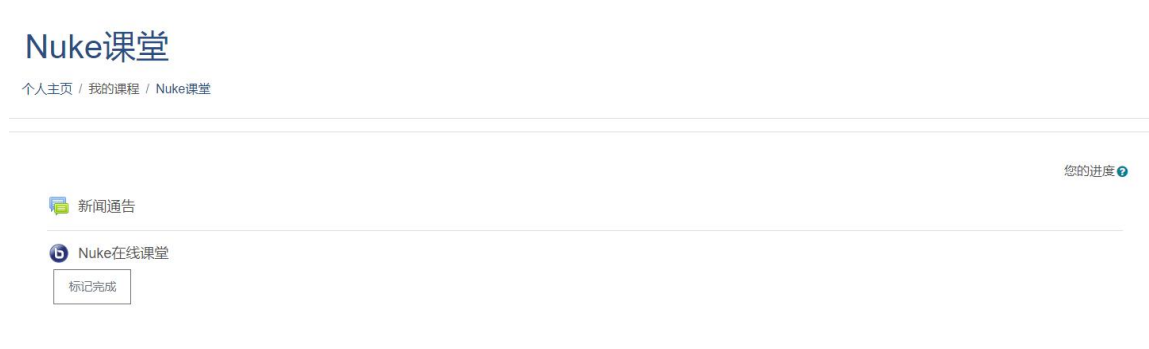 Nuke课堂
个人主页 / 我的课程 / Nuke课堂
您的进度
新闻通告
Nuke在线课堂
标记完成